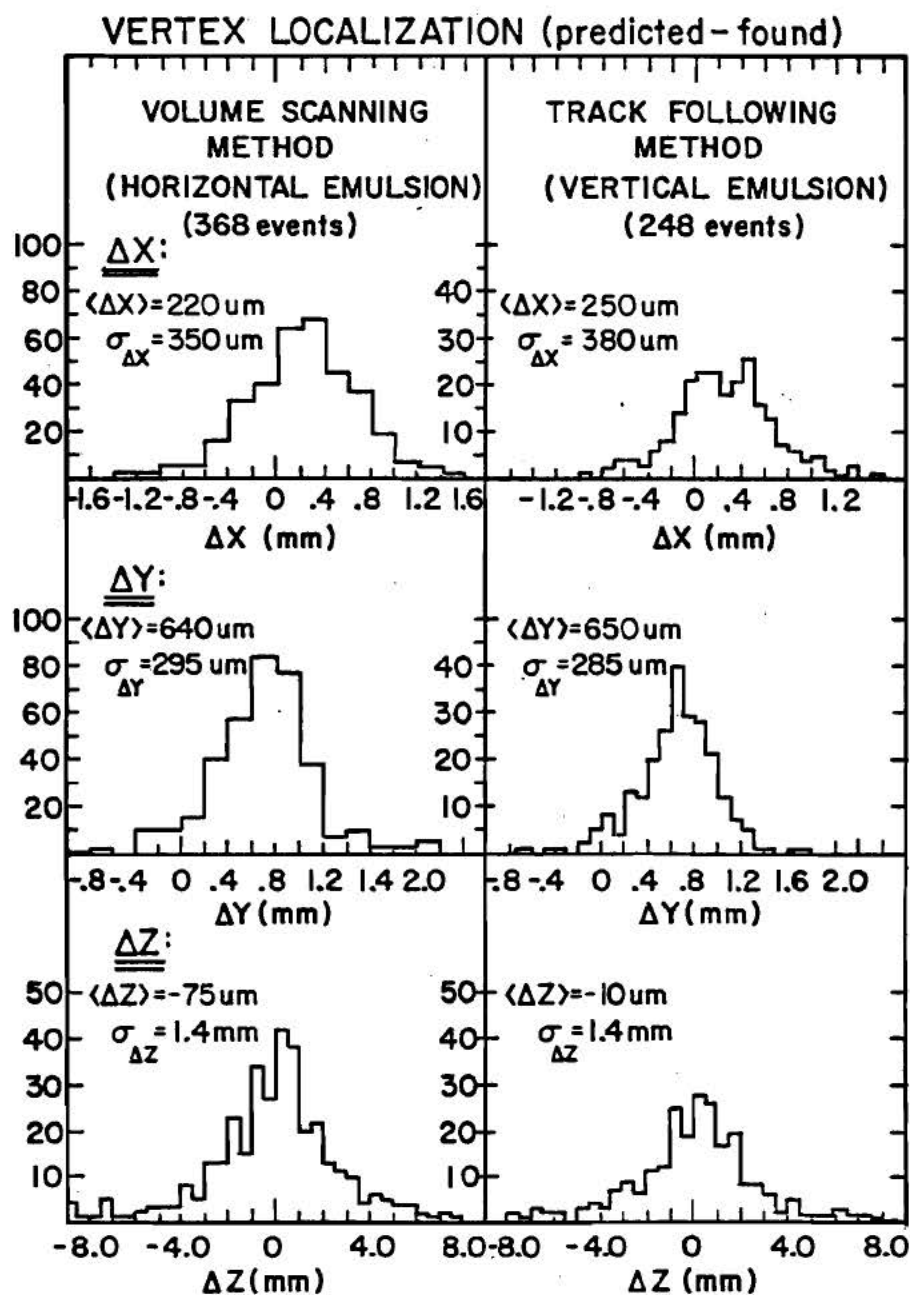 VERTEX LOCALIZATION (predicted-found)
VOLUME SCANNING
METHOD
(HORIZONTAL EMULSION)
(368 events)
TRACK FOLLOWING
METHOD
(VERTICAL EMULSION)
(248 events)
ΔX:
100
80
60
40
20
⟨ΔX⟩=220 um
σΔX=350 um
-1.6 -1.2 -.8 -.4 0 .4 .8 1.2 1.6
ΔX (mm)
40
30
20
10
⟨ΔX⟩=250 um
σΔX=380 um
-1.2 -.8 -.4 0 .4 .8 1.2
ΔX (mm)
ΔY:
100
80
60
40
20
⟨ΔY⟩=640 um
σΔY=295 um
-.8 -.4 0 .4 .8 1.2 1.4 2.0
ΔY (mm)
40
30
20
10
⟨ΔY⟩=650 um
σΔY=285 um
-.8 -.4 0 .4 .8 1.2 1.6 2.0
ΔY (mm)
ΔZ:
50
40
30
20
10
⟨ΔZ⟩=-75 um
σΔZ=1.4 mm
-8.0 -4.0 0 4.0 8.0
ΔZ (mm)
50
40
30
20
10
⟨ΔZ⟩=-10 um
σΔZ=1.4 mm
-8.0 -4.0 0 4.0 8.0
ΔZ (mm)